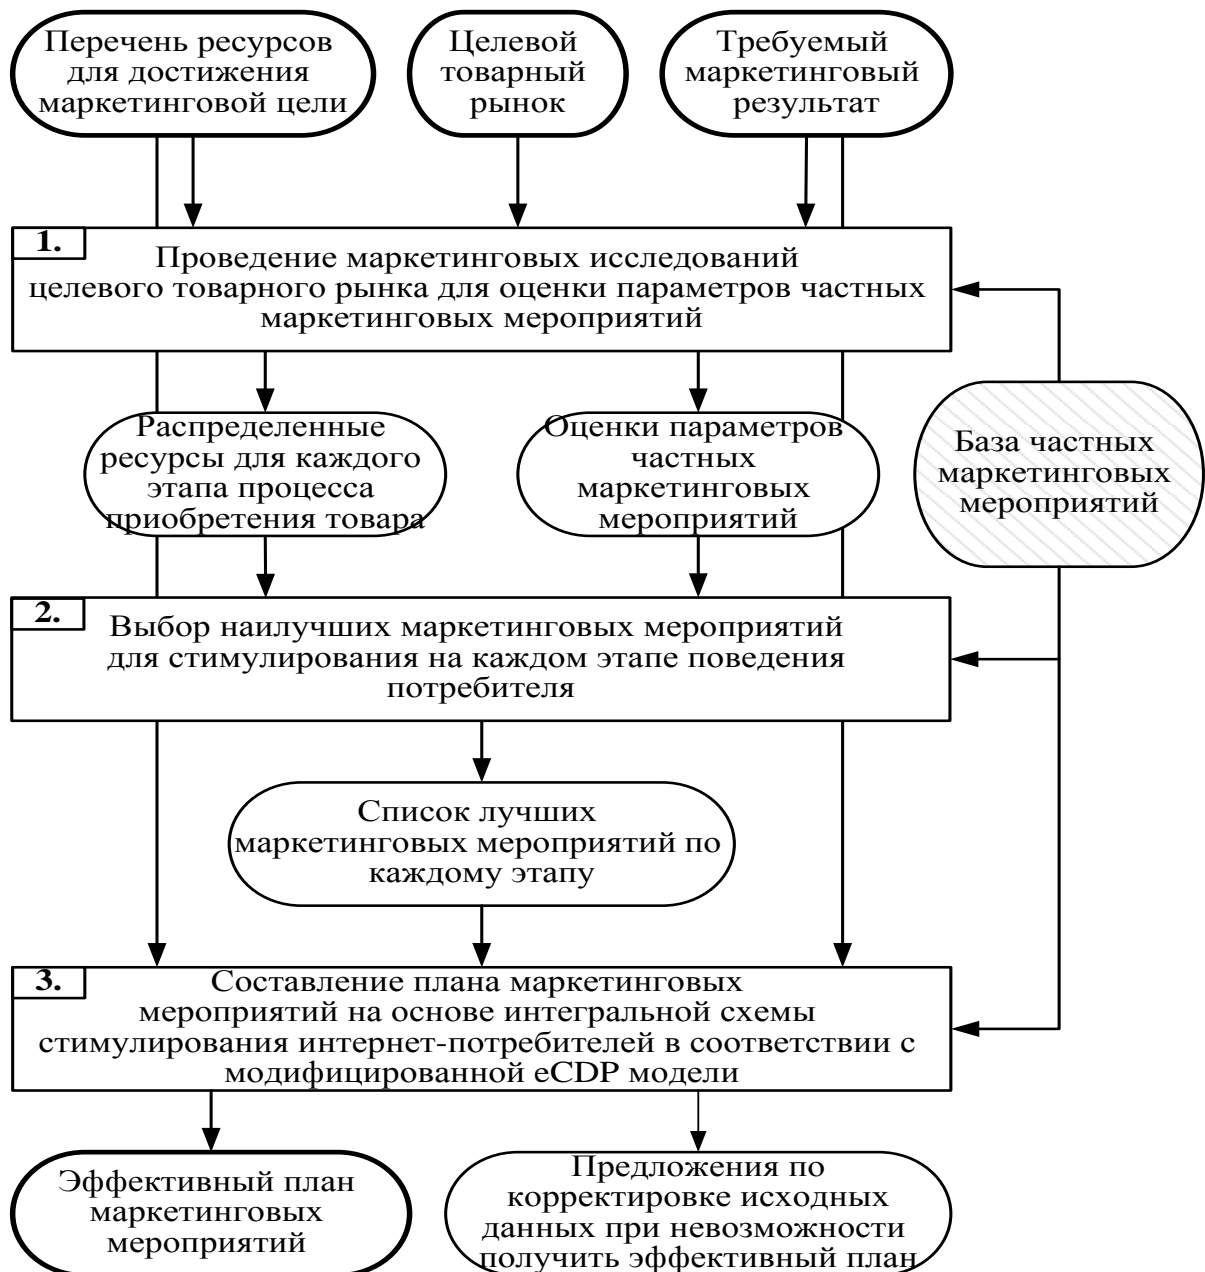 Перечень ресурсов
для достижения
маркетинговой цели
Целевой
товарный
рынок
Требуемый
маркетинговый
результат
1.
Проведение маркетинговых исследований
целевого товарного рынка для оценки параметров частных
маркетинговых мероприятий
Распределенные
ресурсы для каждого
этапа процесса
приобретения товара
Оценки параметров
частных
маркетинговых
мероприятий
База частных
маркетинговых
мероприятий
2.
Выбор наилучших маркетинговых мероприятий
для стимулирования на каждом этапе поведения
потребителя
Список лучших
маркетинговых мероприятий по
каждому этапу
3.
Составление плана маркетинговых
мероприятий на основе интегральной схемы
стимулирования интернет-потребителей в соответствии с
модифицированной eCDP модели
Эффективный план
маркетинговых
мероприятий
Предложения по
корректировке исходных
данных при невозможности
получить эффективный план